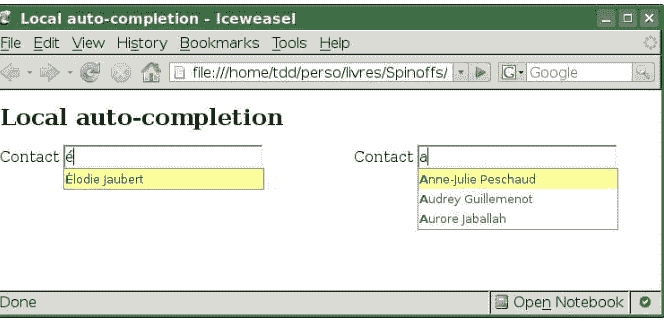 Local auto-completion - Iceweasel
File Edit View History Bookmarks Tools Help
file:///home/tdd/perso/livres/Spinoffs/ G Google
Local auto-completion
Contact é Contact a
Élodie Jaubert Anne-Julie Peschaud
Audrey Guillemenot
Aurore Jaballah
Done Open Notebook